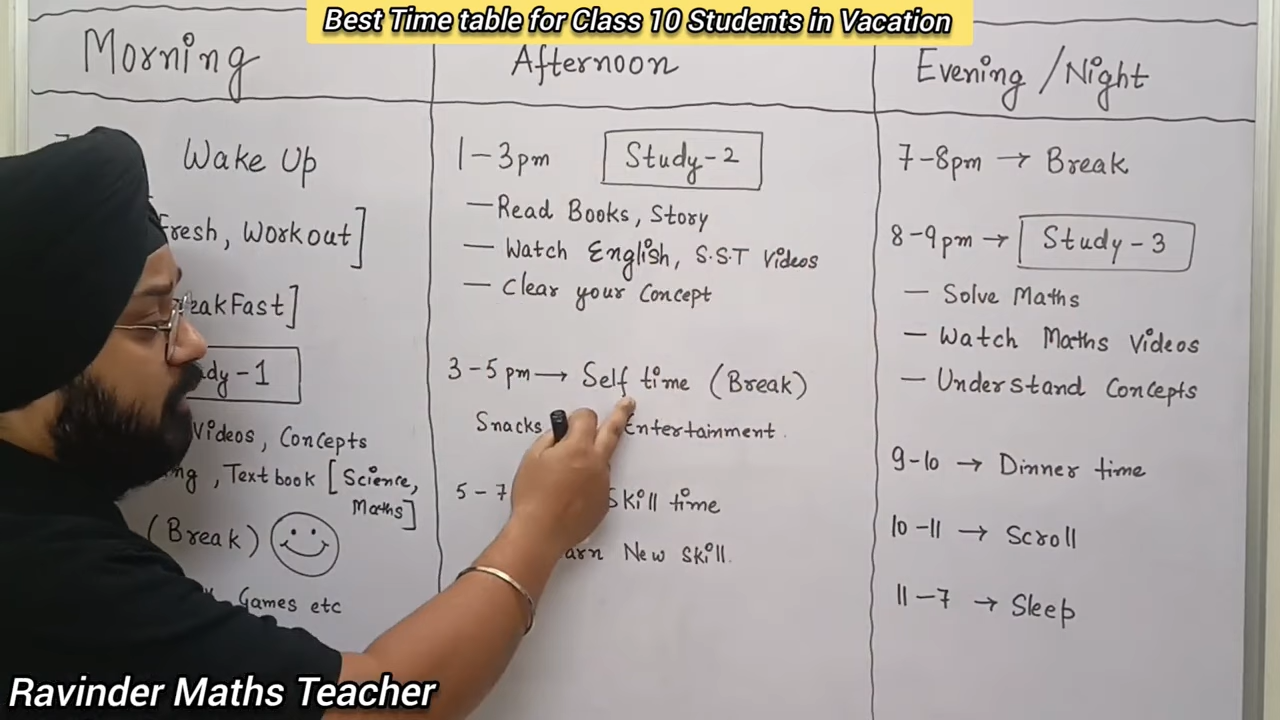 Best Time table for Class 10 Students in Vacation
Morning
Wake Up
Fresh, Workout]
BreakFast]
Study-1
Videos, Concepts
, Textbook [Science,
Maths]
(Break)
Games etc
Afternoon
1-3pm Study-2
- Read Books, Story
- Watch English, S.S.T Videos
- Clear your Concept
3-5pm → Self time (Break)
Snacks Entertainment.
5-7 Skill time
New Skill.
Evening/Night
7-8pm → Break
8-9pm → Study-3
- Solve Maths
- Watch Maths Videos
- Understand Concepts
9-10 → Dinner time
10-11 → Scroll
11-7 → Sleep
Ravinder Maths Teacher